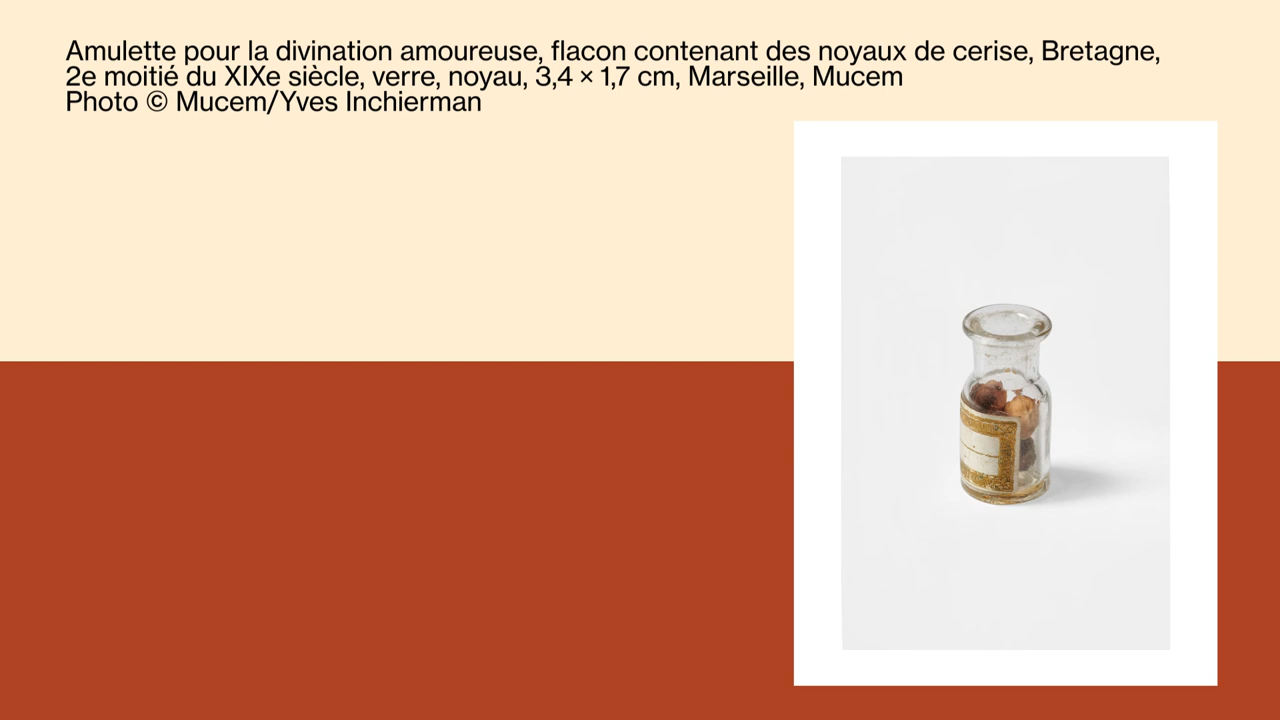 Amulette pour la divination amoureuse, flacon contenant des noyaux de cerise, Bretagne,
2e moitié du XIXe siècle, verre, noyau, 3,4 × 1,7 cm, Marseille, Mucem
Photo © Mucem/Yves Inchierman